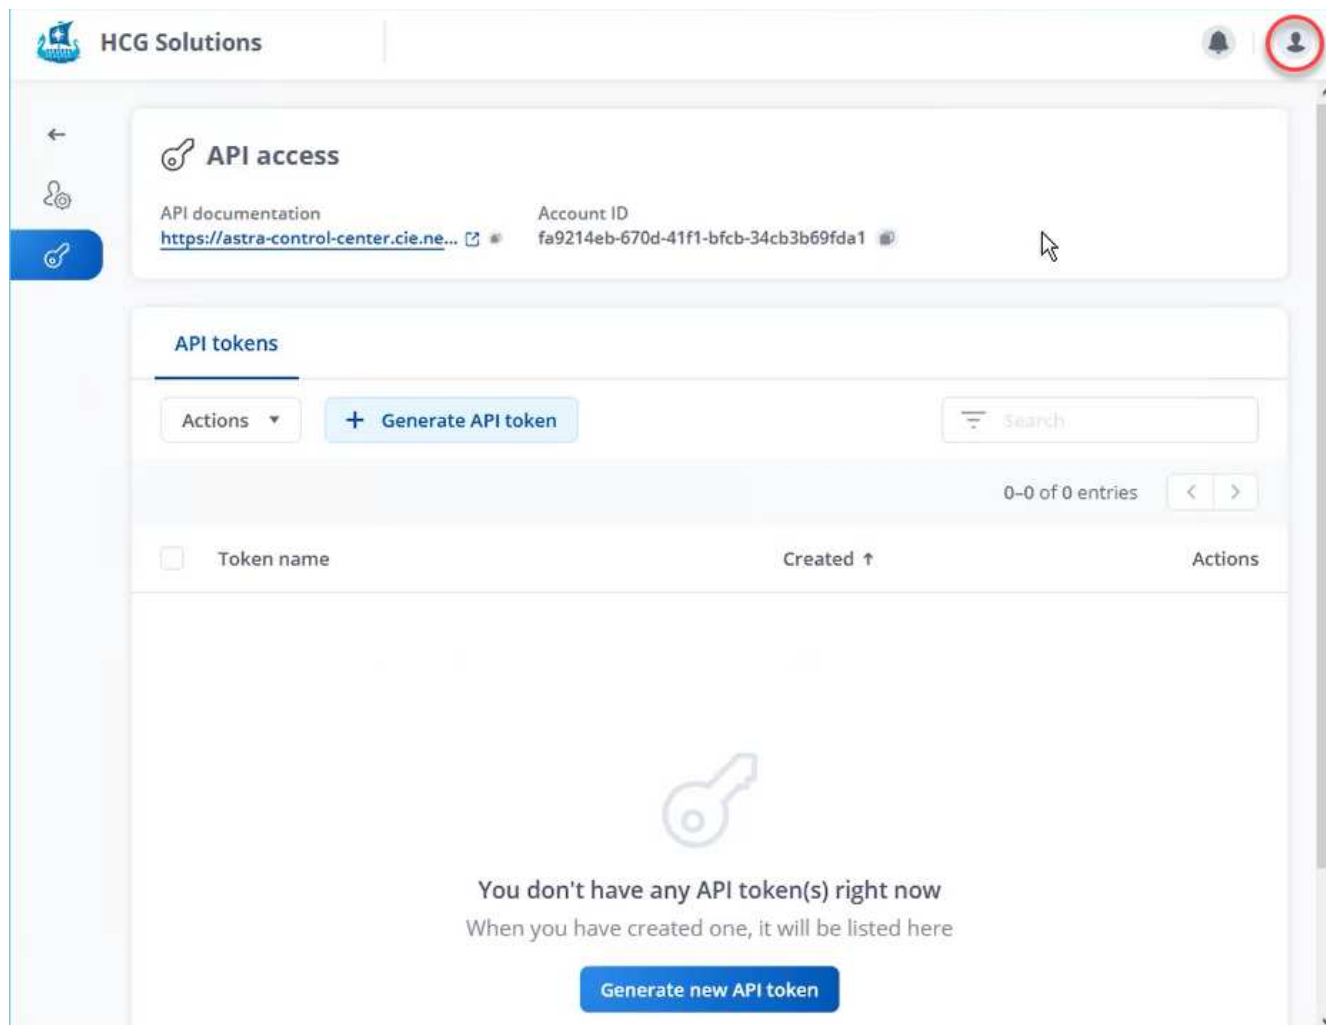 HCG Solutions
API access
API documentation
Account ID
https://astra-control-center.cie.ne...
fa9214eb-670d-41f1-bfcb-34cb3b69fda1
API tokens
Actions
+ Generate API token
Search
0–0 of 0 entries
Token name
Created ↑
Actions
You don't have any API token(s) right now
When you have created one, it will be listed here
Generate new API token